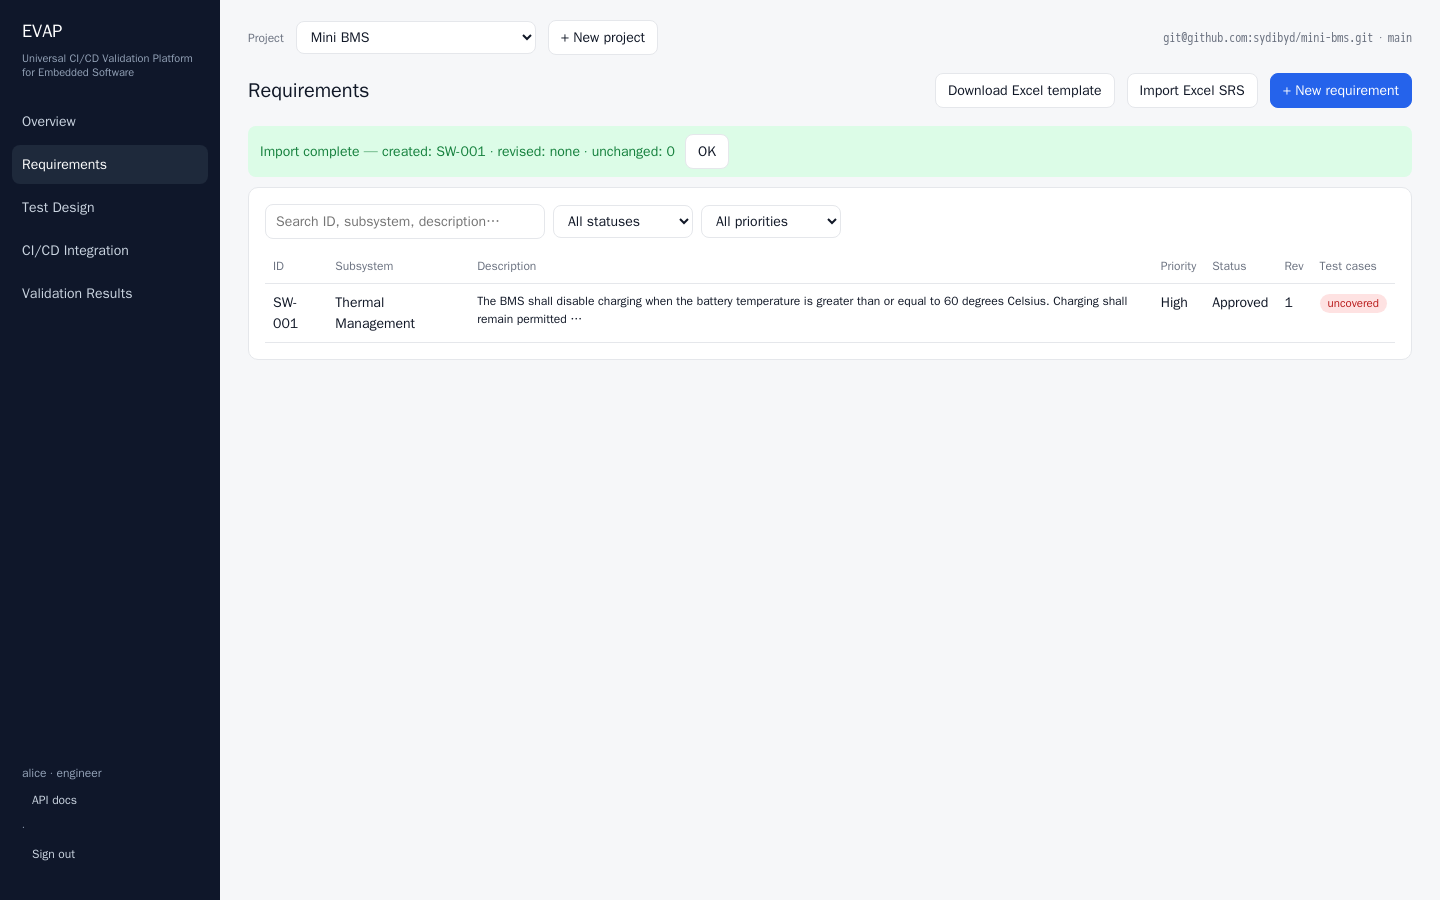 EVAP
Universal CI/CD Validation Platform
for Embedded Software
Overview
Requirements
Test Design
CI/CD Integration
Validation Results
alice · engineer
API docs
·
Sign out
Project
Mini BMS
+ New project
git@github.com:sydibyd/mini-bms.git · main
Requirements
Download Excel template
Import Excel SRS
+ New requirement
Import complete — created: SW-001 · revised: none · unchanged: 0
OK
Search ID, subsystem, description…
All statuses
All priorities
ID Subsystem Description Priority Status Rev Test cases
SW-
001
Thermal
Management
The BMS shall disable charging when the battery temperature is greater than or equal to 60 degrees Celsius. Charging shall
remain permitted …
High
Approved
1
uncovered